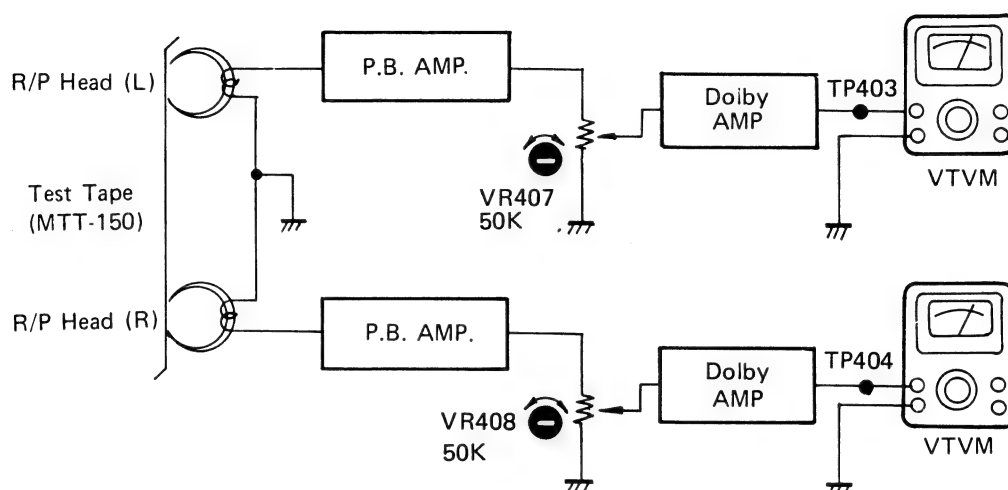 R/P Head (L)
P.B. AMP.
Doiby
AMP
TP403
VTVM
VR407
50K
Test Tape
(MTT-150)
R/P Head (R)
P.B. AMP.
Dolby
AMP
TP404
VTVM
VR408
50K